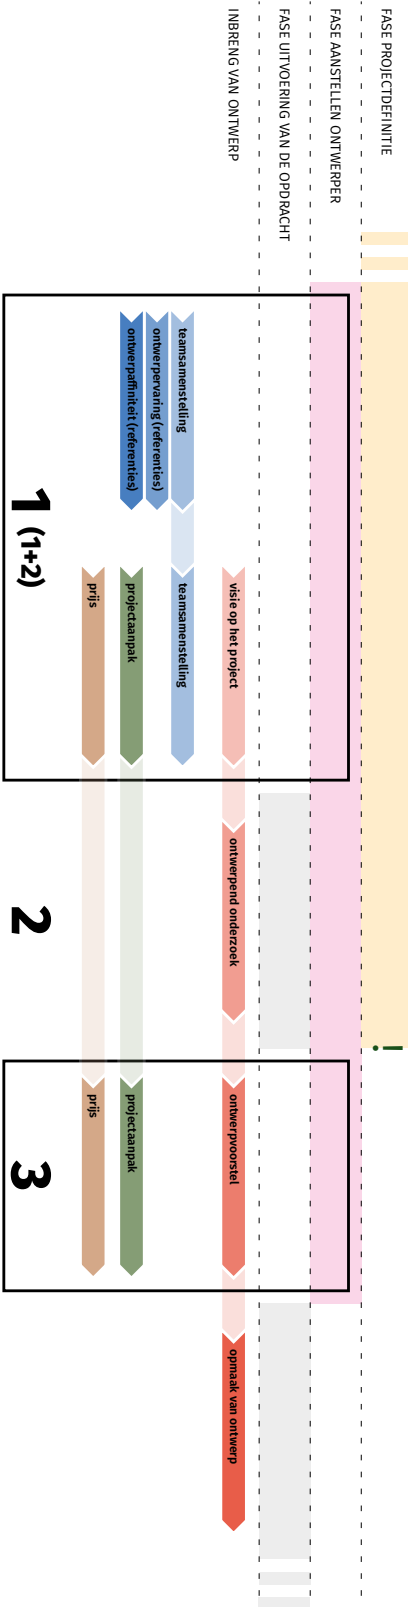 FASE PROJECTDEFINITIE
FASE AANSTELLEN ONTWERPER
FASE UITVOERING VAN DE OPDRACHT
INBRENG VAN ONTWERP
visie op het project
ontwerpend onderzoek
ontwerpvoorstel
opmaak van ontwerp
teamsamenstelling
teamsamenstelling
ontwerpervaring (referenties)
ontwerpaffiniteit (referenties)
projectaanpak
projectaanpak
prijs
prijs
1 (1+2)
2
3
!